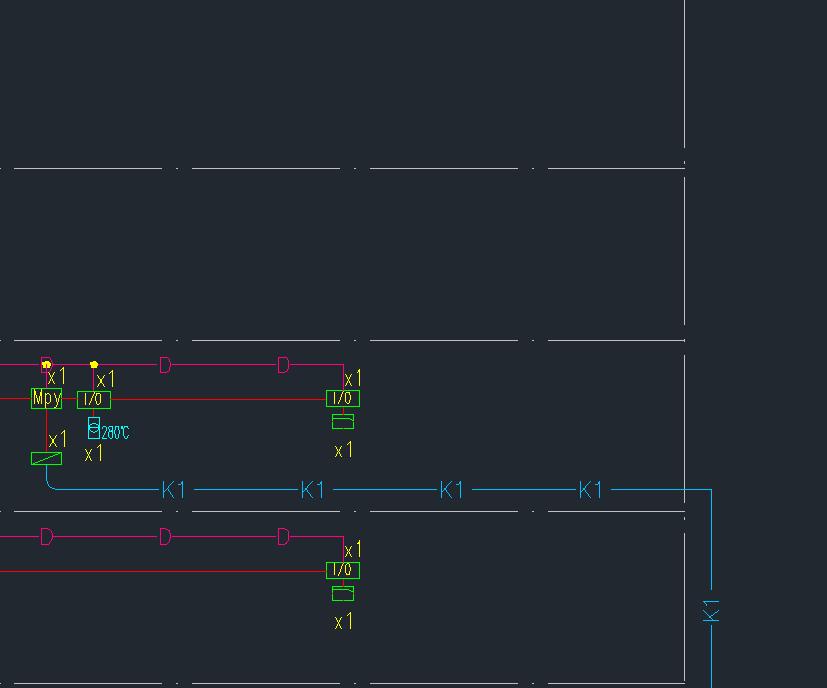 D D D
x1 x1 x1
Mpy I/O I/O
280℃
x1 x1 x1
K1 K1 K1 K1
D D D
x1
I/O
x1
K1